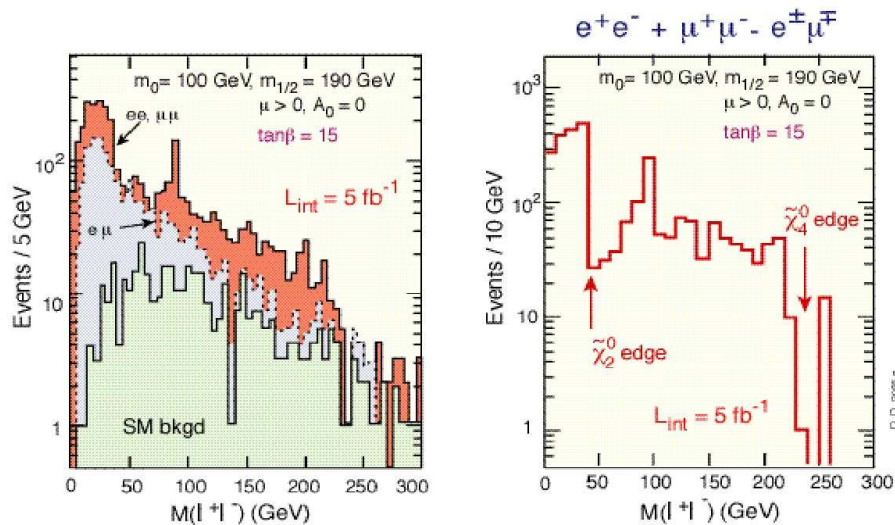 e⁺e⁻ + μ⁺μ⁻ - e±μ∓
m₀= 100 GeV, m₁/₂ = 190 GeV
μ > 0, A₀ = 0
tanβ = 15
ee, μμ
L_int = 5 fb⁻¹
eμ
SM bkgd
Events / 5 GeV
10²
10
1
0 50 100 150 200 250 300
M(l⁺l⁻) (GeV)
m₀= 100 GeV, m₁/₂ = 190 GeV
μ > 0, A₀ = 0
tanβ = 15
χ̃₄⁰ edge
χ̃₂⁰ edge
L_int = 5 fb⁻¹
Events / 10 GeV
10³
10²
10
1
0 50 100 150 200 250 300
M(l⁺l⁻) (GeV)